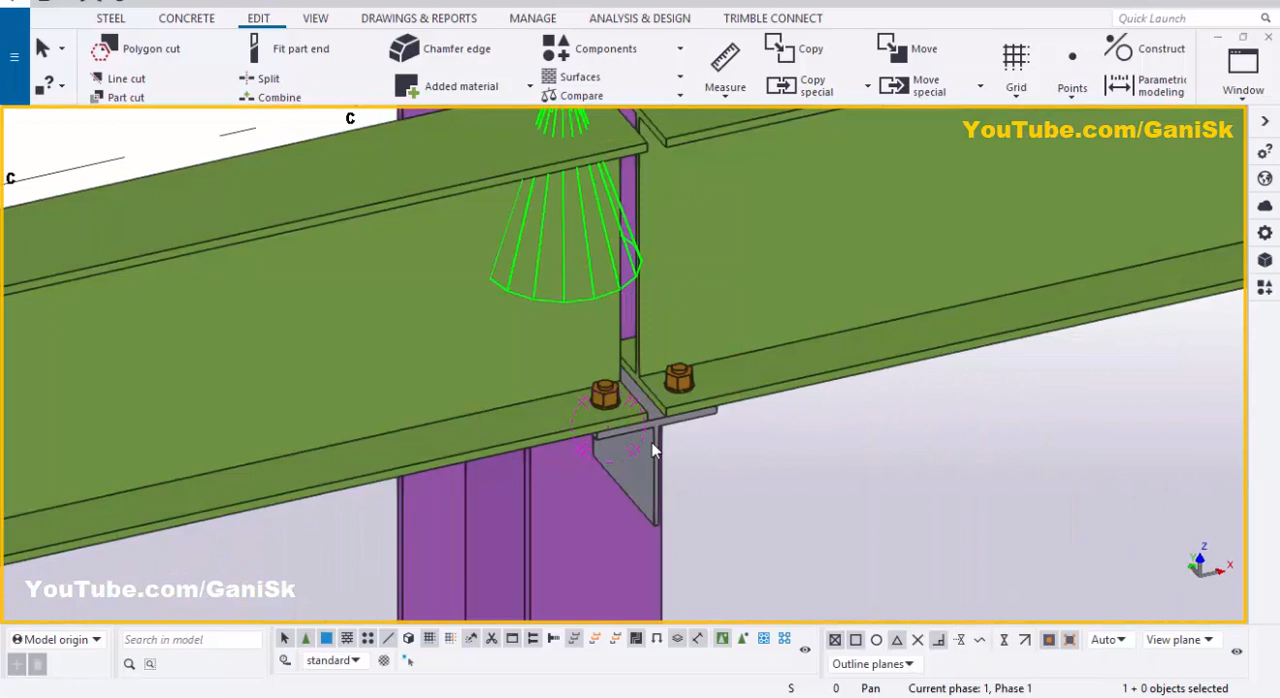 STEEL CONCRETE EDIT VIEW DRAWINGS & REPORTS MANAGE ANALYSIS & DESIGN TRIMBLE CONNECT Quick Launch
Polygon cut Fit part end Chamfer edge Components Copy Move Construct
Line cut Split Added material Surfaces Measure Copy special Move special Grid Points Parametric modeling Window
Part cut Combine Compare
C
C
YouTube.com/GaniSk
Z
Y
X
YouTube.com/GaniSk
Model origin Search in model Auto View plane
standard Outline planes
S 0 Pan Current phase: 1, Phase 1 1 + 0 objects selected